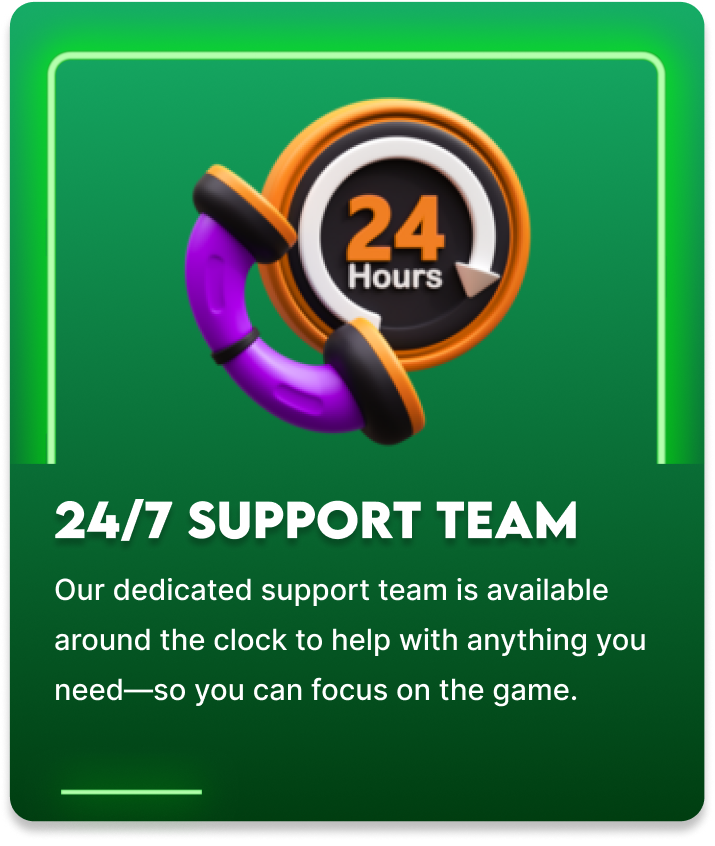 24
Hours
24/7 SUPPORT TEAM
Our dedicated support team is available
around the clock to help with anything you
need—so you can focus on the game.